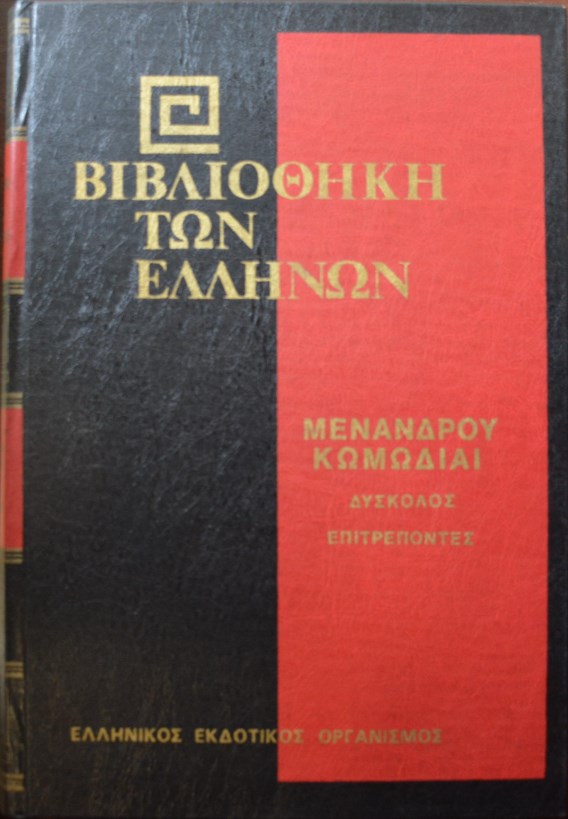 ΒΙΒΛΙΟΘΗΚΗ
ΤΩΝ
ΕΛΛΗΝΩΝ
ΜΕΝΑΝΔΡΟΥ
ΚΩΜΩΔΙΑΙ
ΔΥΣΚΟΛΟΣ
ΕΠΙΤΡΕΠΟΝΤΕΣ
ΕΛΛΗΝΙΚΟΣ ΕΚΔΟΤΙΚΟΣ ΟΡΓΑΝΙΣΜΟΣ